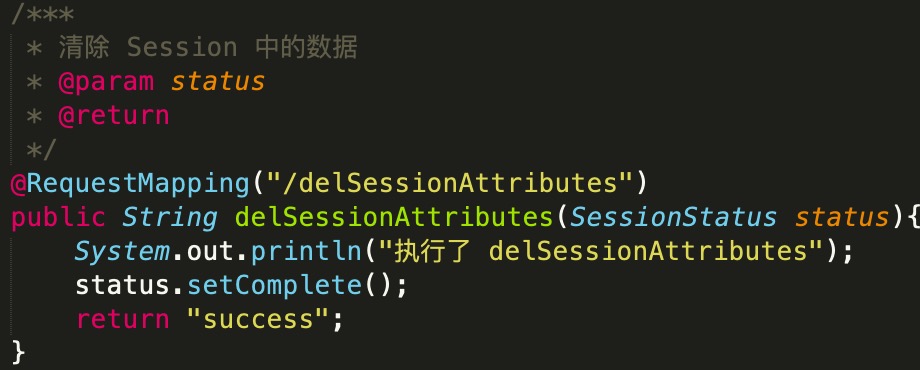 /***
 * 清除 Session 中的数据
 * @param status
 * @return
 */
@RequestMapping("/delSessionAttributes")
public String delSessionAttributes(SessionStatus status){
    System.out.println("执行了 delSessionAttributes");
    status.setComplete();
    return "success";
}